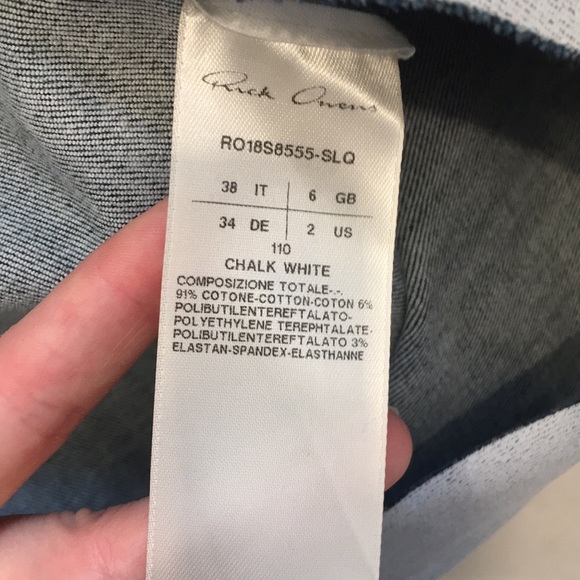 Rick Owens
RO18S8555-SLQ
38 IT 6 GB
34 DE 2 US
110
CHALK WHITE
COMPOSIZIONE TOTALE-.-.
91% COTONE-COTTON-COTON 6%
POLIBUTILENTEREFTALATO-
POLYETHYLENE TEREPHTALATE-
POLIBUTILENTEREFTALATO 3%
ELASTAN-SPANDEX-ELASTHANNE